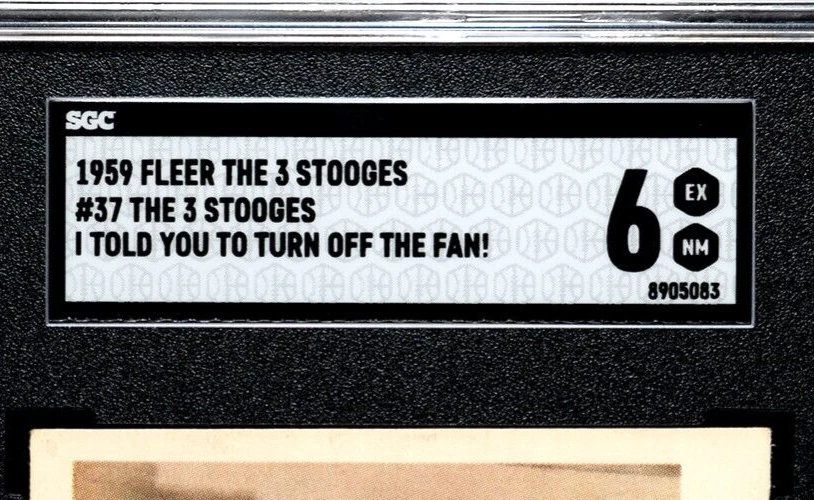 SGC
1959 FLEER THE 3 STOOGES
#37 THE 3 STOOGES
I TOLD YOU TO TURN OFF THE FAN!
6
EX
NM
8905083